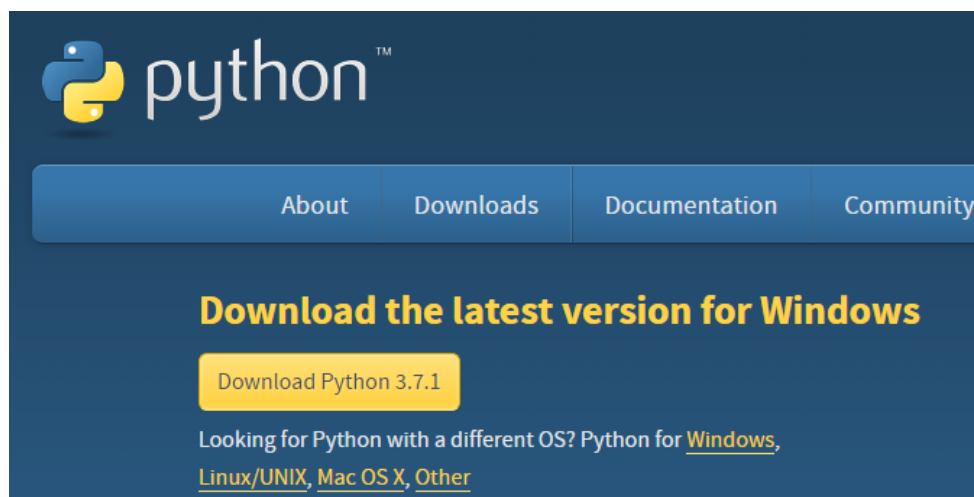 python™
About Downloads Documentation Community
Download the latest version for Windows
Download Python 3.7.1
Looking for Python with a different OS? Python for Windows,
Linux/UNIX, Mac OS X, Other